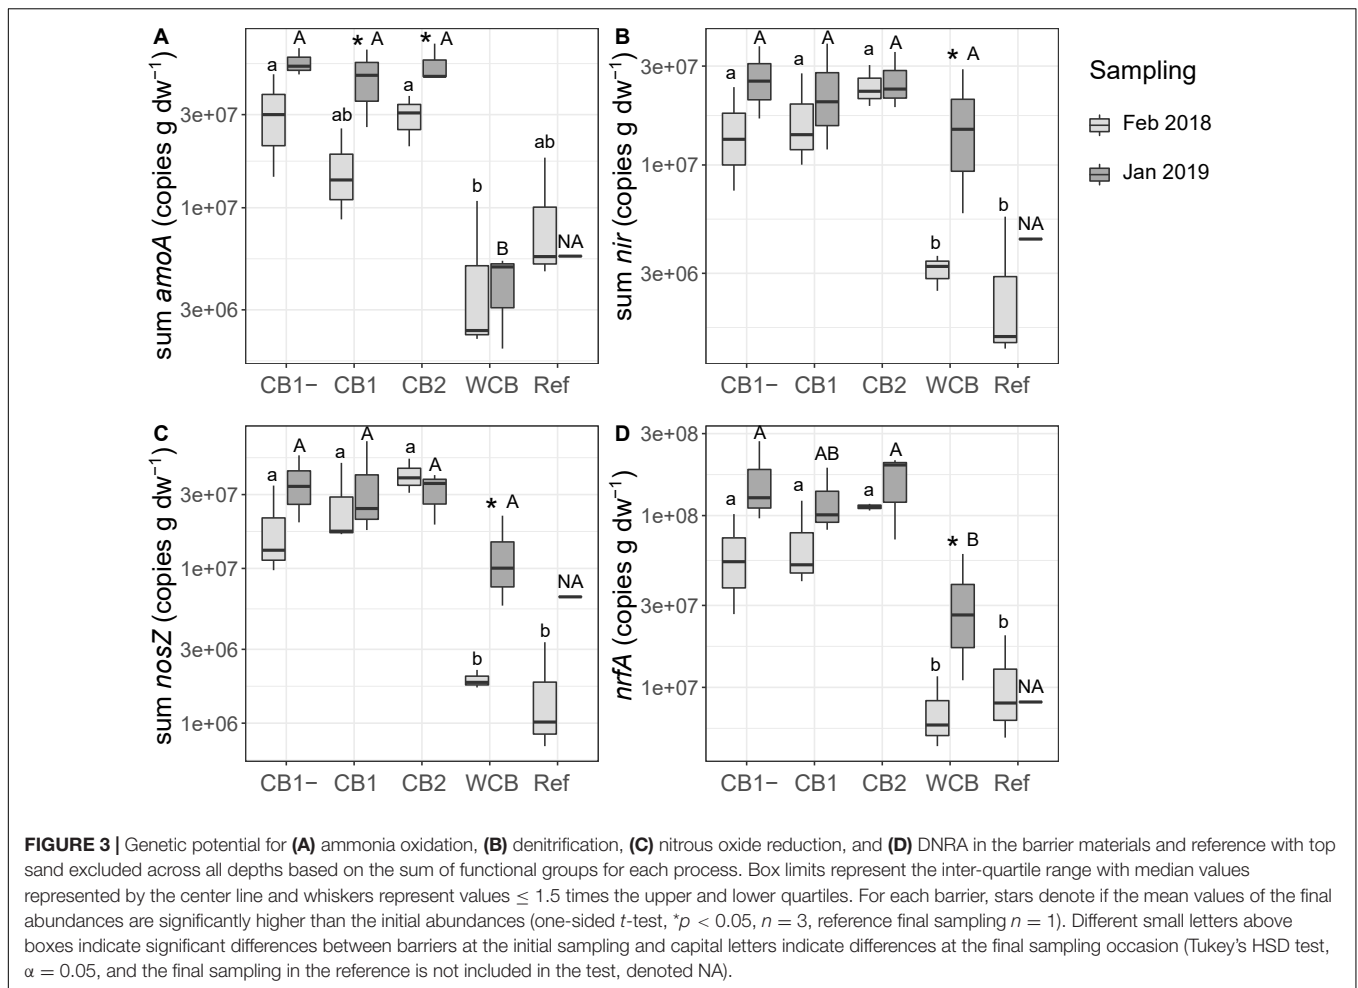 A
sum amoA (copies g dw−1)
3e+07
1e+07
3e+06
a
A
ab
* A
a
* A
b
B
ab
NA
CB1−
CB1
CB2
WCB
Ref
B
sum nir (copies g dw−1)
3e+07
1e+07
3e+06
a
A
a
A
a
A
b
* A
b
NA
CB1−
CB1
CB2
WCB
Ref
Sampling
Feb 2018
Jan 2019
C
sum nosZ (copies g dw−1)
3e+07
1e+07
3e+06
1e+06
a
A
a
A
a
A
b
* A
b
NA
CB1−
CB1
CB2
WCB
Ref
D
nrfA (copies g dw−1)
3e+08
1e+08
3e+07
1e+07
a
A
a
AB
a
A
b
* B
b
NA
CB1−
CB1
CB2
WCB
Ref
FIGURE 3 | Genetic potential for (A) ammonia oxidation, (B) denitrification, (C) nitrous oxide reduction, and (D) DNRA in the barrier materials and reference with top
sand excluded across all depths based on the sum of functional groups for each process. Box limits represent the inter-quartile range with median values
represented by the center line and whiskers represent values ≤ 1.5 times the upper and lower quartiles. For each barrier, stars denote if the mean values of the final
abundances are significantly higher than the initial abundances (one-sided t-test, *p < 0.05, n = 3, reference final sampling n = 1). Different small letters above
boxes indicate significant differences between barriers at the initial sampling and capital letters indicate differences at the final sampling occasion (Tukey's HSD test,
α = 0.05, and the final sampling in the reference is not included in the test, denoted NA).